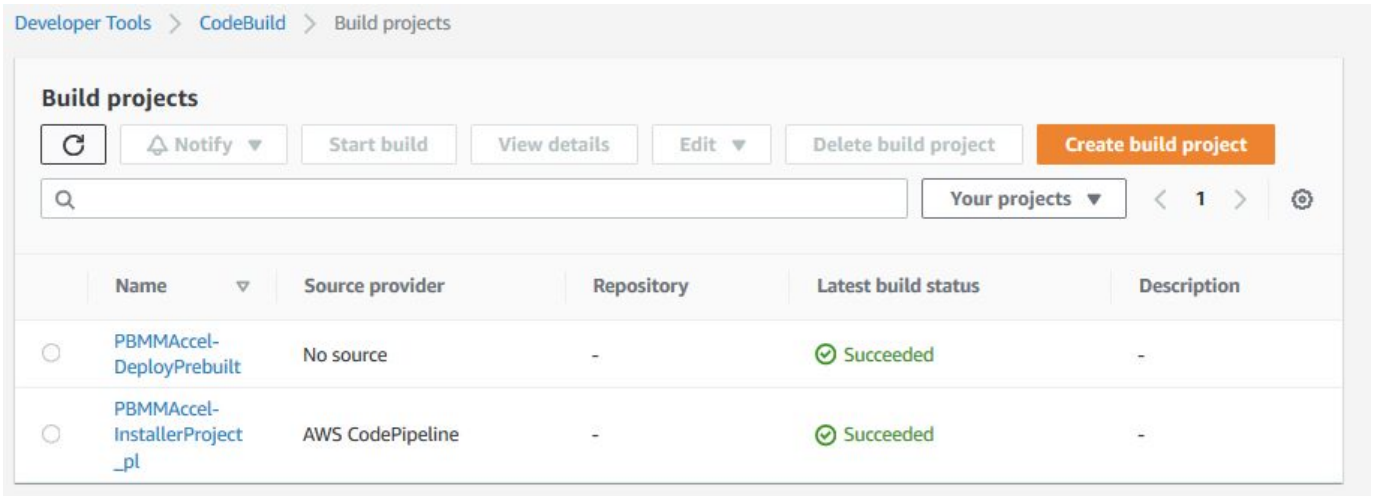 Developer Tools > CodeBuild > Build projects
Build projects
Notify Start build View details Edit Delete build project Create build project
Your projects < 1 >
Name Source provider Repository Latest build status Description
PBMMAccel-
DeployPrebuilt No source - Succeeded -
PBMMAccel-
InstallerProject AWS CodePipeline - Succeeded -
_pl